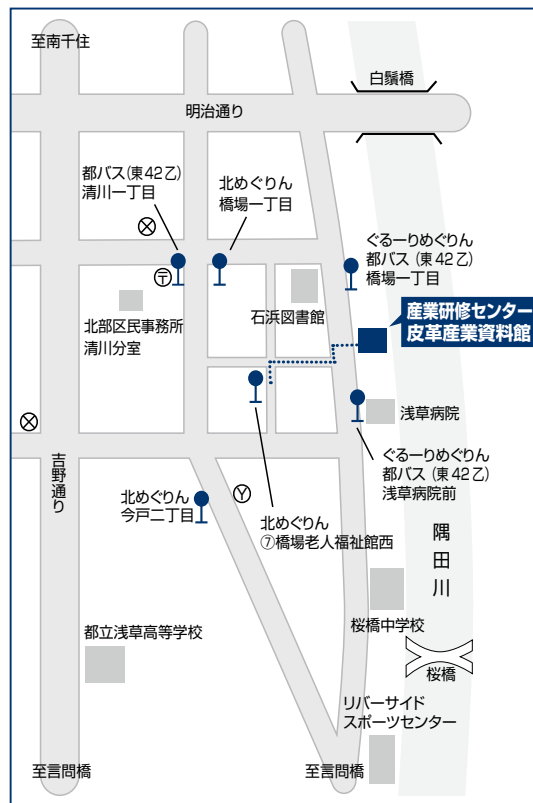 至南千住
白鬚橋
明治通り
都バス(東42乙)
清川一丁目
北めぐりん
橋場一丁目
ぐるーりめぐりん
都バス(東42乙)
橋場一丁目
〒
北部区民事務所
清川分室
石浜図書館
産業研修センター
皮革産業資料館
浅草病院
吉野通り
ぐるーりめぐりん
都バス(東42乙)
浅草病院前
北めぐりん
今戸二丁目
Y
北めぐりん
⑦橋場老人福祉館西
隅田川
都立浅草高等学校
桜橋中学校
桜橋
リバーサイド
スポーツセンター
至言問橋
至言問橋